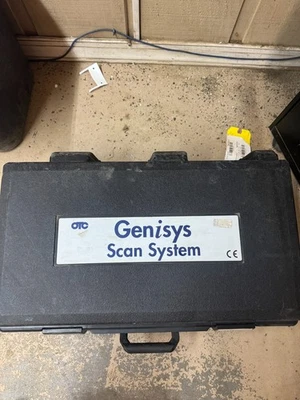 OTC
Genisys
Scan System
CE